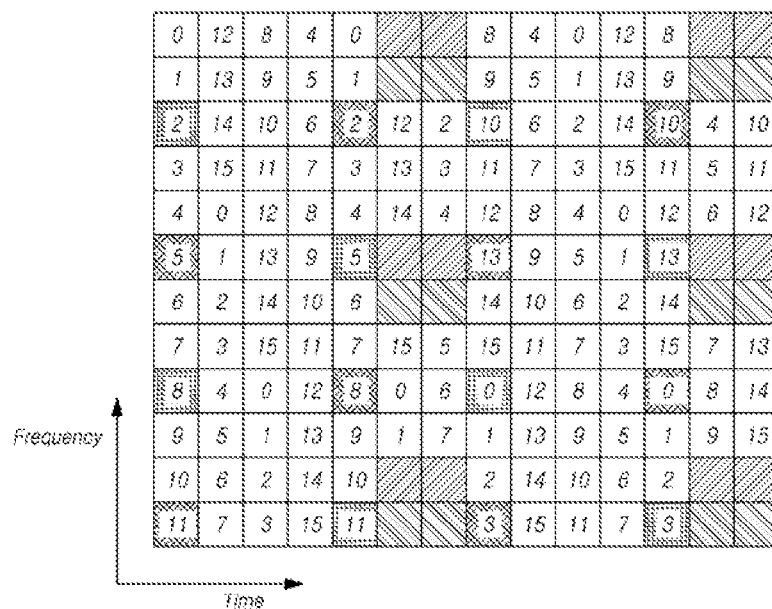 0 12 8 4 0 8 4 0 12 8
1 13 9 5 1 9 5 1 13 9
2 14 10 6 2 12 2 10 6 2 14 10 4 10
3 15 11 7 3 13 3 11 7 3 15 11 5 11
4 0 12 8 4 14 4 12 8 4 0 12 6 12
5 1 13 9 5 13 9 5 1 13
6 2 14 10 6 14 10 6 2 14
7 3 15 11 7 15 5 15 11 7 3 15 7 13
8 4 0 12 8 0 6 0 12 8 4 0 8 14
9 5 1 13 9 1 7 1 13 9 5 1 9 15
10 6 2 14 10 2 14 10 6 2
11 7 3 15 11 3 15 11 7 3
Frequency
Time